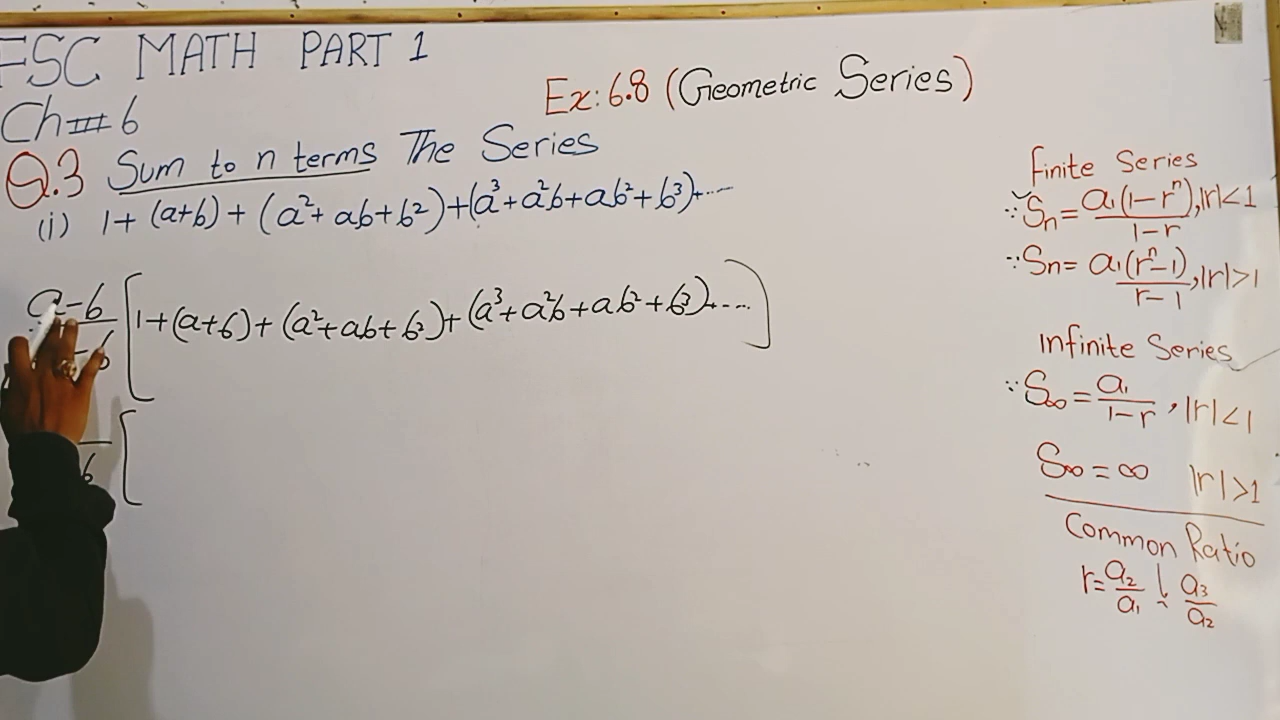 FSC MATH PART 1
Ch # 6
Ex: 6.8 (Geometric Series)
Q.3 Sum to n terms The Series
(i) 1 + (a+b) + (a² + ab + b²) + (a³ + a²b + ab² + b³) + ....
a-b
-b
[1 + (a+b) + (a² + ab + b²) + (a³ + a²b + ab² + b³) + ....]
b [
finite Series
∵ Sₙ = a₁(1-rⁿ)/1-r, |r|<1
∵ Sₙ = a₁(rⁿ-1)/r-1, |r|>1
Infinite Series
∵ S∞ = a₁/1-r, |r|<1
S∞ = ∞ |r|>1
Common Ratio
r = a₂/a₁ ; a₃/a₂